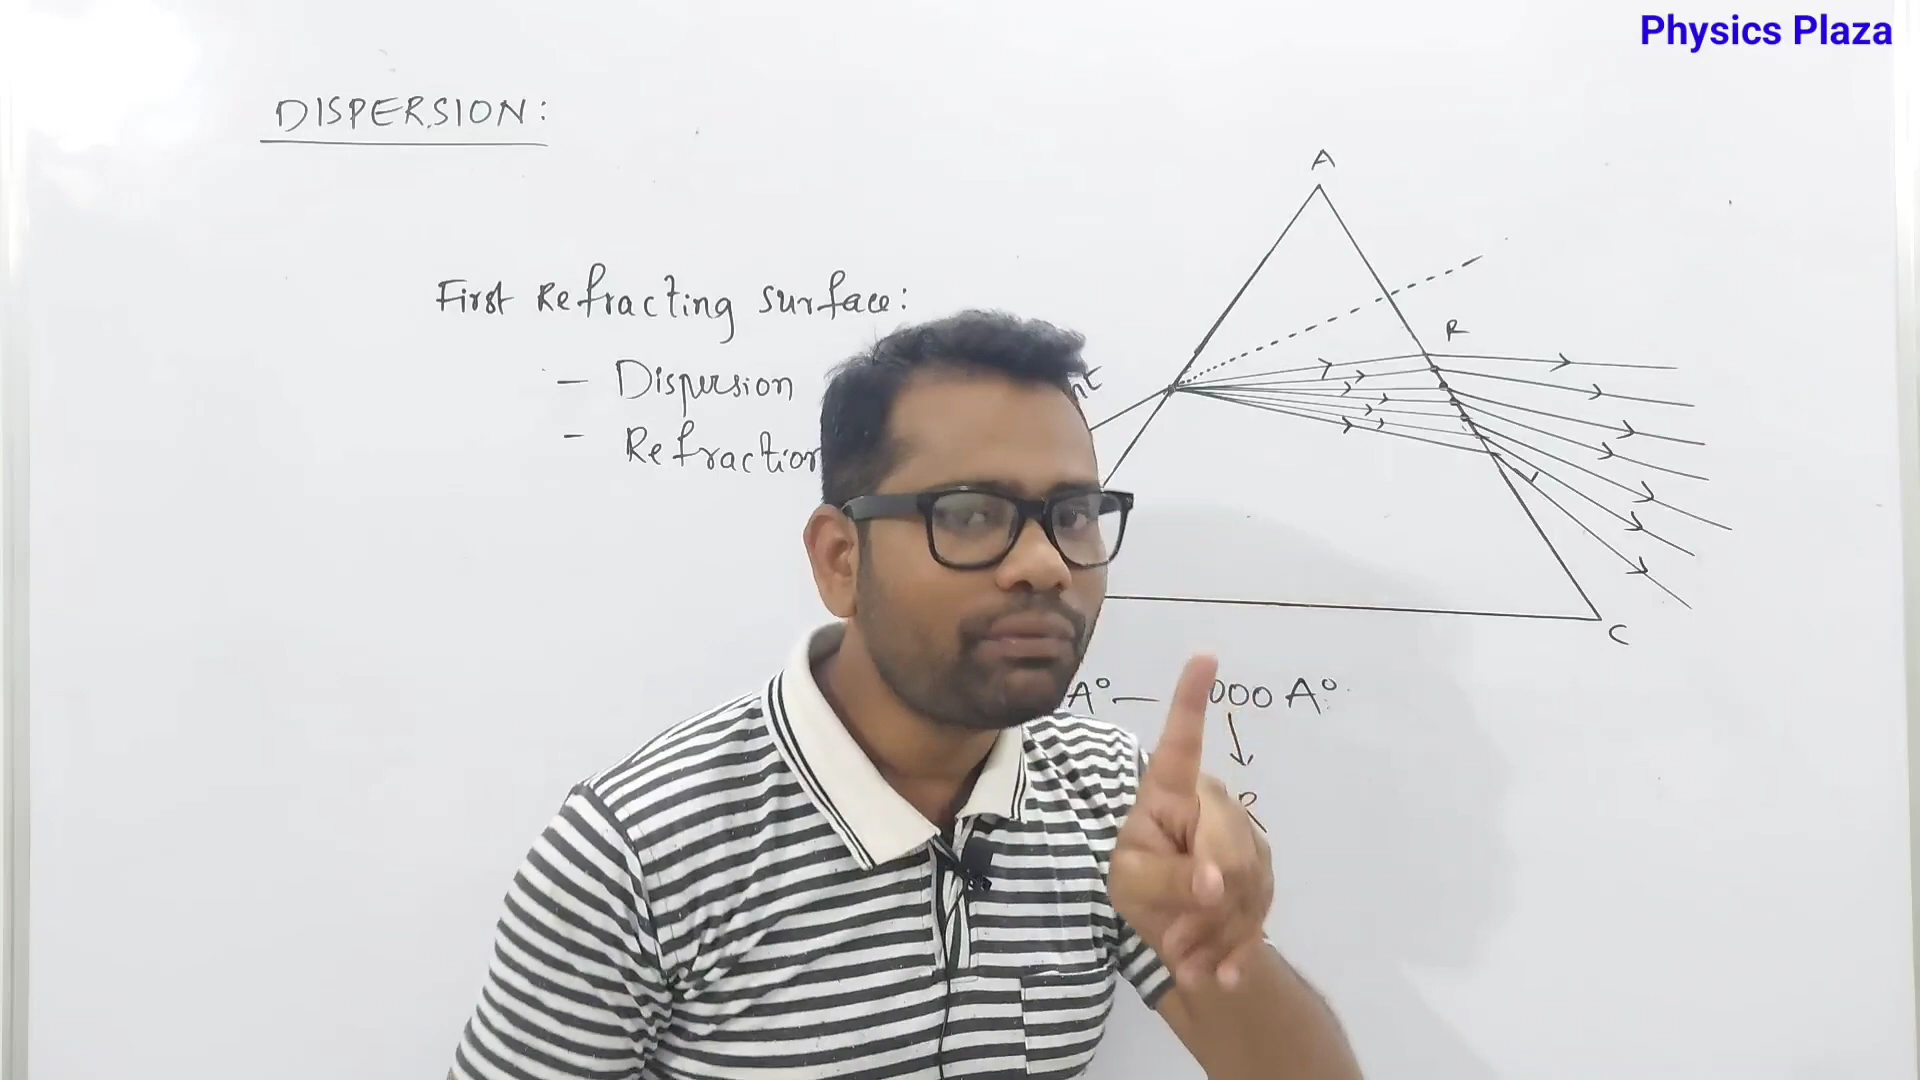 Physics Plaza
DISPERSION:
A
First Refracting surface:
R
- Dispersion
- Refraction
C
A° — 000 A°
R